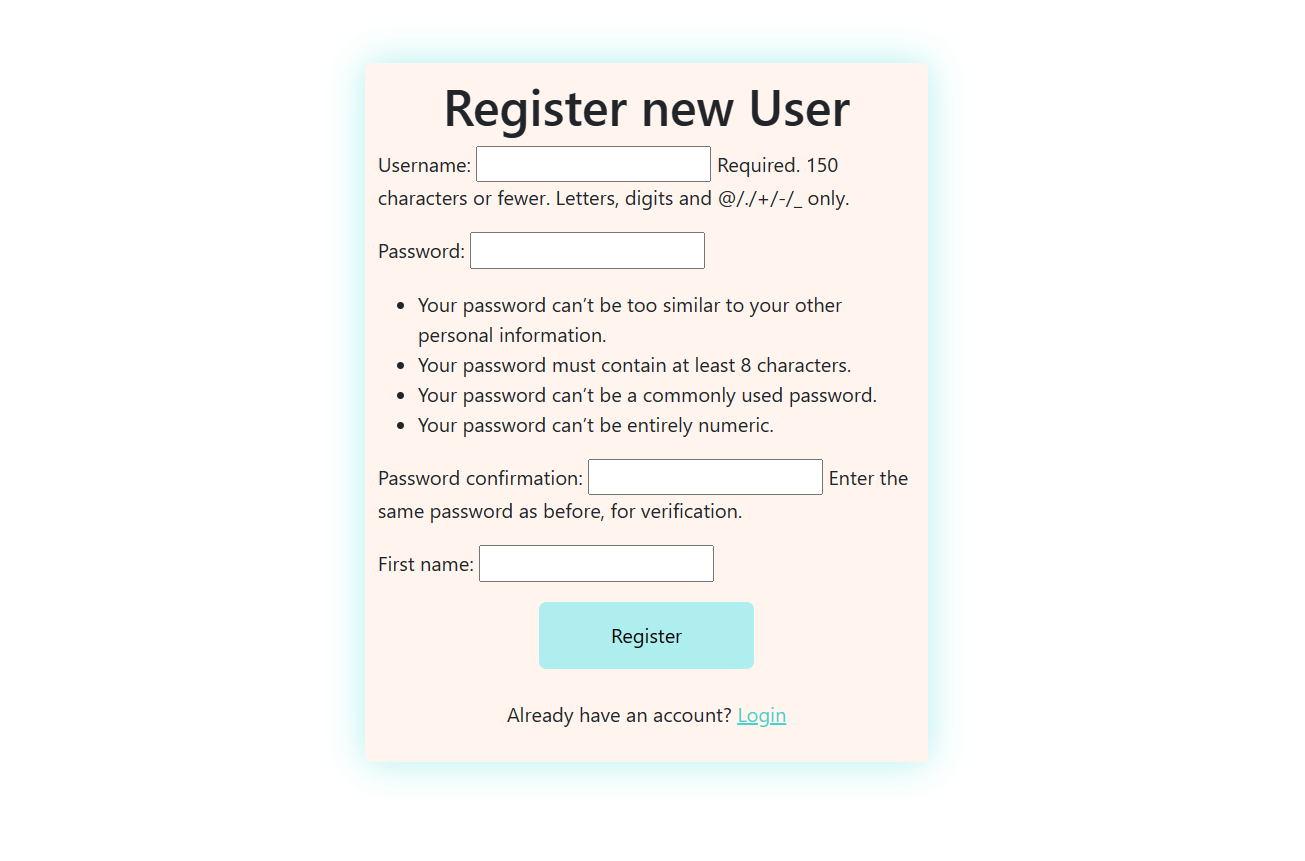 Register new User
Username: Required. 150
characters or fewer. Letters, digits and @/./+/-/_ only.
Password:
• Your password can’t be too similar to your other
personal information.
• Your password must contain at least 8 characters.
• Your password can’t be a commonly used password.
• Your password can’t be entirely numeric.
Password confirmation: Enter the
same password as before, for verification.
First name:
Register
Already have an account? Login